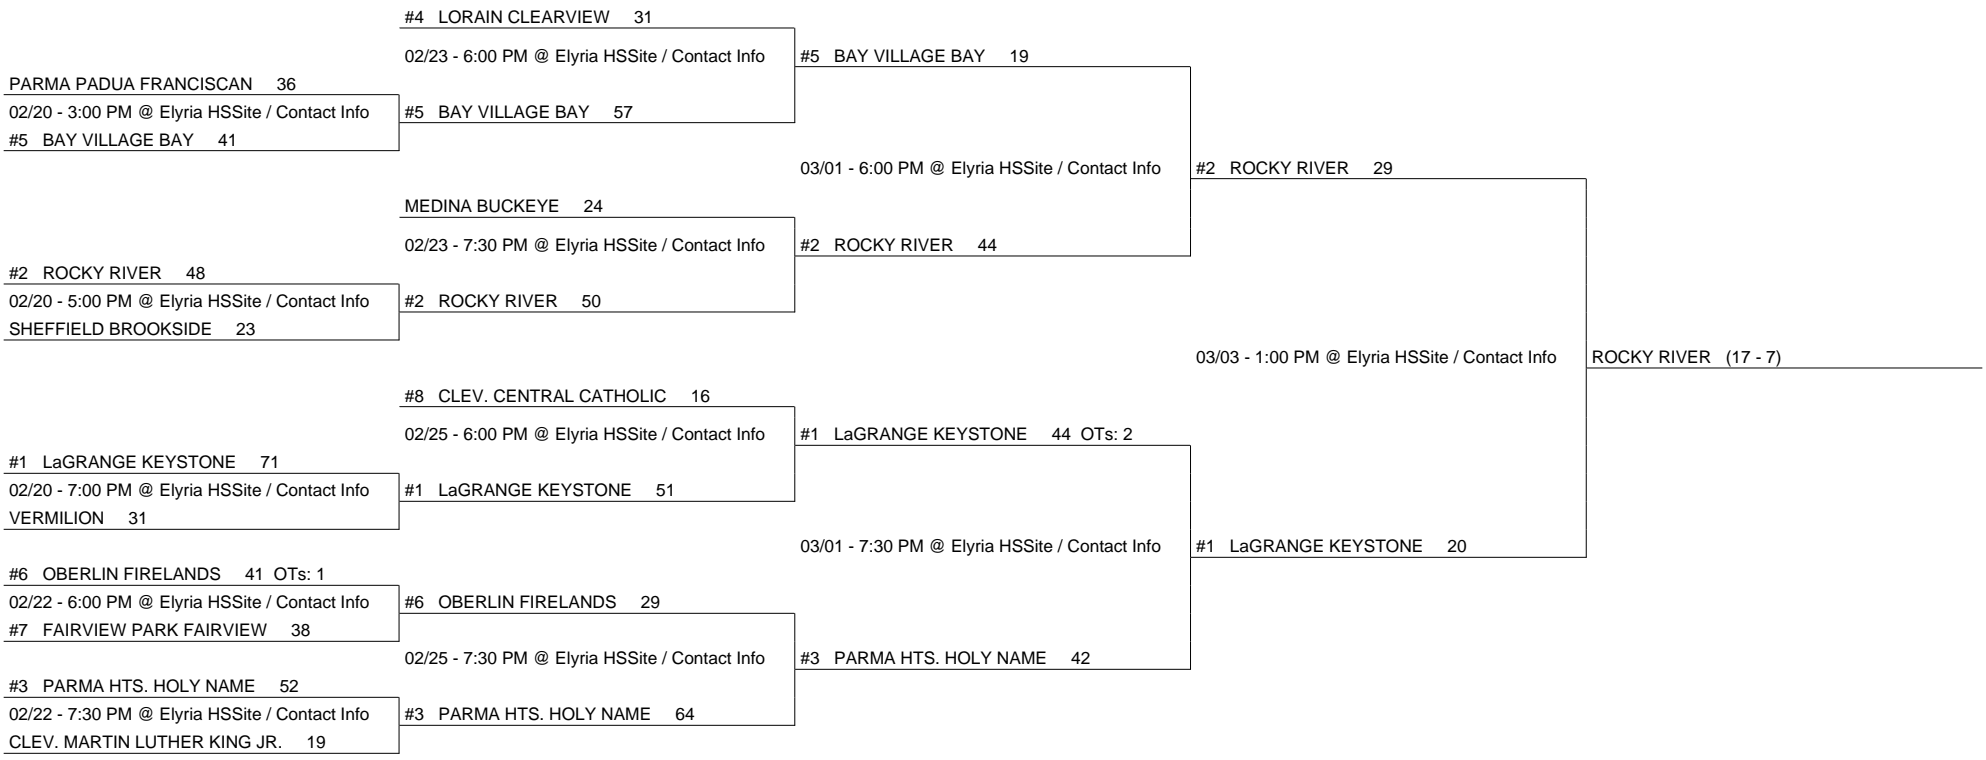 #4 LORAIN CLEARVIEW 31
02/23 - 6:00 PM @ Elyria HSSite / Contact Info
#5 BAY VILLAGE BAY 19
PARMA PADUA FRANCISCAN 36
02/20 - 3:00 PM @ Elyria HSSite / Contact Info
#5 BAY VILLAGE BAY 57
#5 BAY VILLAGE BAY 41
03/01 - 6:00 PM @ Elyria HSSite / Contact Info
#2 ROCKY RIVER 29
MEDINA BUCKEYE 24
02/23 - 7:30 PM @ Elyria HSSite / Contact Info
#2 ROCKY RIVER 44
#2 ROCKY RIVER 48
02/20 - 5:00 PM @ Elyria HSSite / Contact Info
#2 ROCKY RIVER 50
SHEFFIELD BROOKSIDE 23
03/03 - 1:00 PM @ Elyria HSSite / Contact Info
ROCKY RIVER (17 - 7)
#8 CLEV. CENTRAL CATHOLIC 16
02/25 - 6:00 PM @ Elyria HSSite / Contact Info
#1 LaGRANGE KEYSTONE 44 OTs: 2
#1 LaGRANGE KEYSTONE 71
02/20 - 7:00 PM @ Elyria HSSite / Contact Info
#1 LaGRANGE KEYSTONE 51
VERMILION 31
03/01 - 7:30 PM @ Elyria HSSite / Contact Info
#1 LaGRANGE KEYSTONE 20
#6 OBERLIN FIRELANDS 41 OTs: 1
02/22 - 6:00 PM @ Elyria HSSite / Contact Info
#6 OBERLIN FIRELANDS 29
#7 FAIRVIEW PARK FAIRVIEW 38
02/25 - 7:30 PM @ Elyria HSSite / Contact Info
#3 PARMA HTS. HOLY NAME 42
#3 PARMA HTS. HOLY NAME 52
02/22 - 7:30 PM @ Elyria HSSite / Contact Info
#3 PARMA HTS. HOLY NAME 64
CLEV. MARTIN LUTHER KING JR. 19